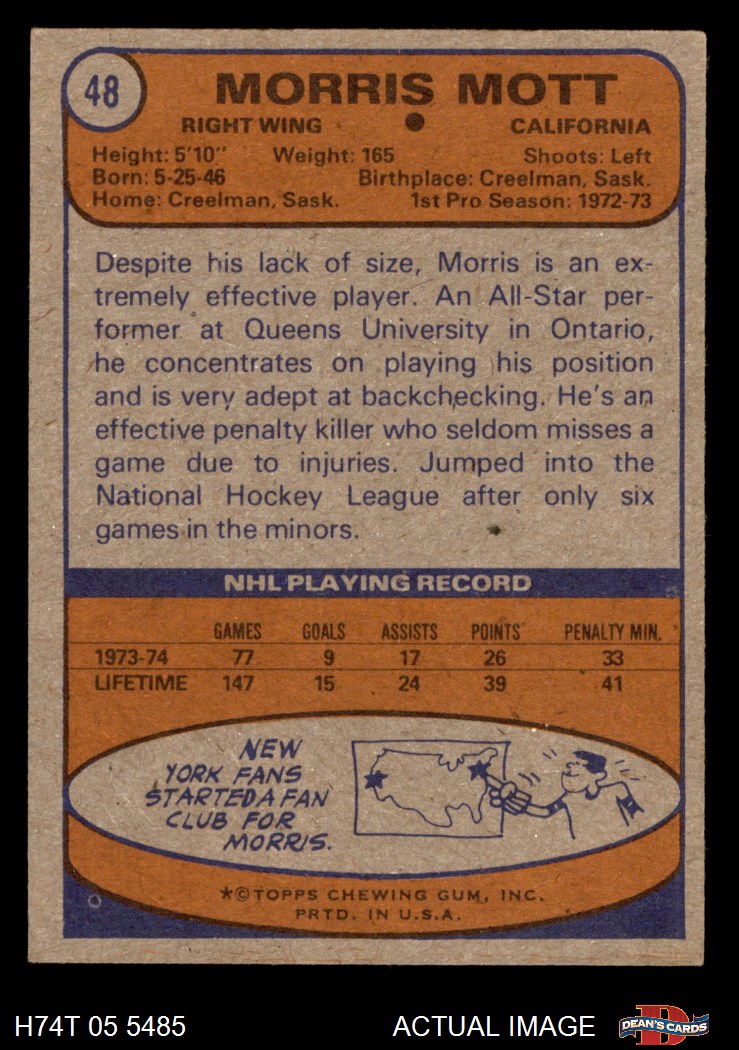 48
MORRIS MOTT
RIGHT WING
CALIFORNIA
Height: 5'10" Weight: 165 Shoots: Left
Born: 5-25-46 Birthplace: Creelman, Sask.
Home: Creelman, Sask. 1st Pro Season: 1972-73
Despite his lack of size, Morris is an ex-
tremely effective player. An All-Star per-
former at Queens University in Ontario,
he concentrates on playing his position
and is very adept at backchecking. He's an
effective penalty killer who seldom misses a
game due to injuries. Jumped into the
National Hockey League after only six
games in the minors.
NHL PLAYING RECORD
GAMES GOALS ASSISTS POINTS PENALTY MIN.
1973-74 77 9 17 26 33
LIFETIME 147 15 24 39 41
NEW
YORK FANS
STARTED A FAN
CLUB FOR
MORRIS.
*©TOPPS CHEWING GUM, INC.
PRTD. IN U.S.A.
H74T 05 5485 ACTUAL IMAGE
D
DEAN'S CARDS